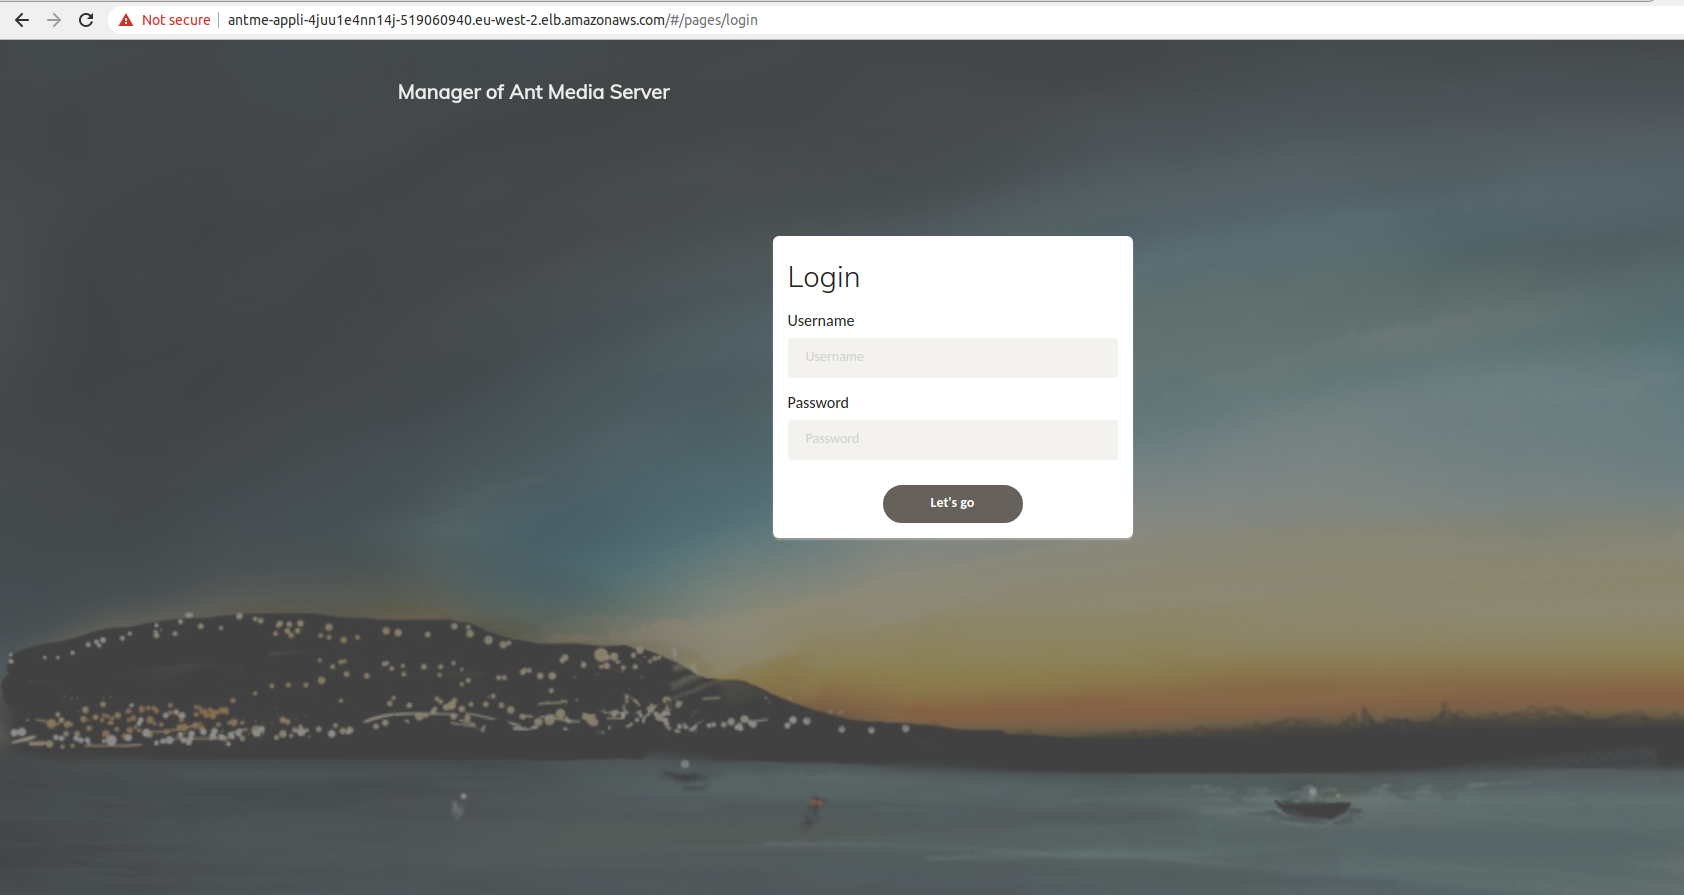 Not secure antme-appli-4juu1e4nn14j-519060940.eu-west-2.elb.amazonaws.com/#/pages/login
Manager of Ant Media Server
Login
Username
Username
Password
Password
Let's go